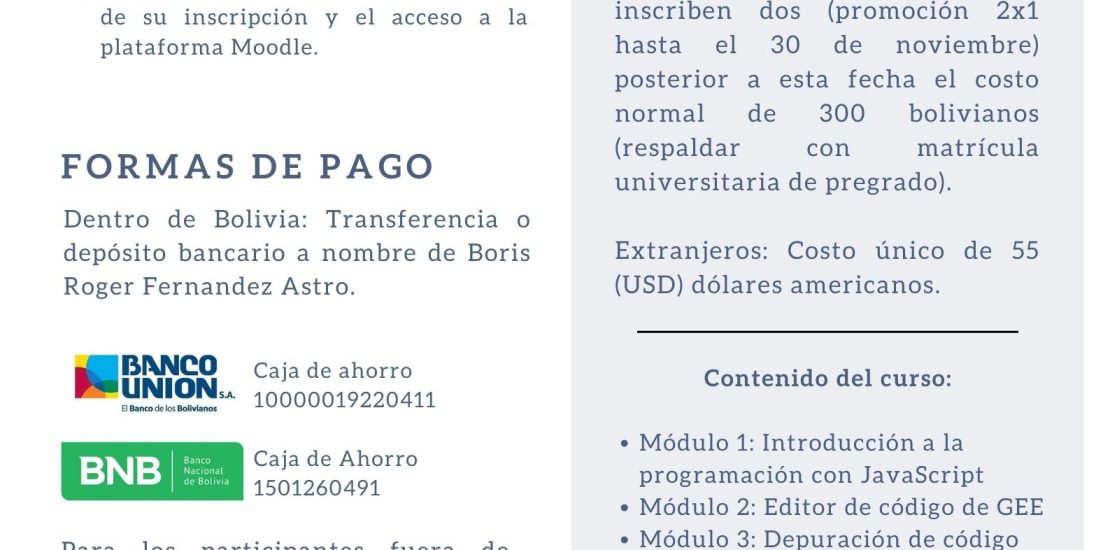 de su inscripción y el acceso a la
plataforma Moodle.
FORMAS DE PAGO
Dentro de Bolivia: Transferencia o
depósito bancario a nombre de Boris
Roger Fernandez Astro.
BANCO
UNION S.A.
El Banco de los Bolivianos
Caja de ahorro
10000019220411
BNB
Banco
Nacional
de Bolivia
Caja de Ahorro
1501260491
Para los participantes fuera de
inscriben dos (promoción 2x1
hasta el 30 de noviembre)
posterior a esta fecha el costo
normal de 300 bolivianos
(respaldar con matrícula
universitaria de pregrado).
Extranjeros: Costo único de 55
(USD) dólares americanos.
Contenido del curso:
• Módulo 1: Introducción a la
programación con JavaScript
• Módulo 2: Editor de código de GEE
• Módulo 3: Depuración de código